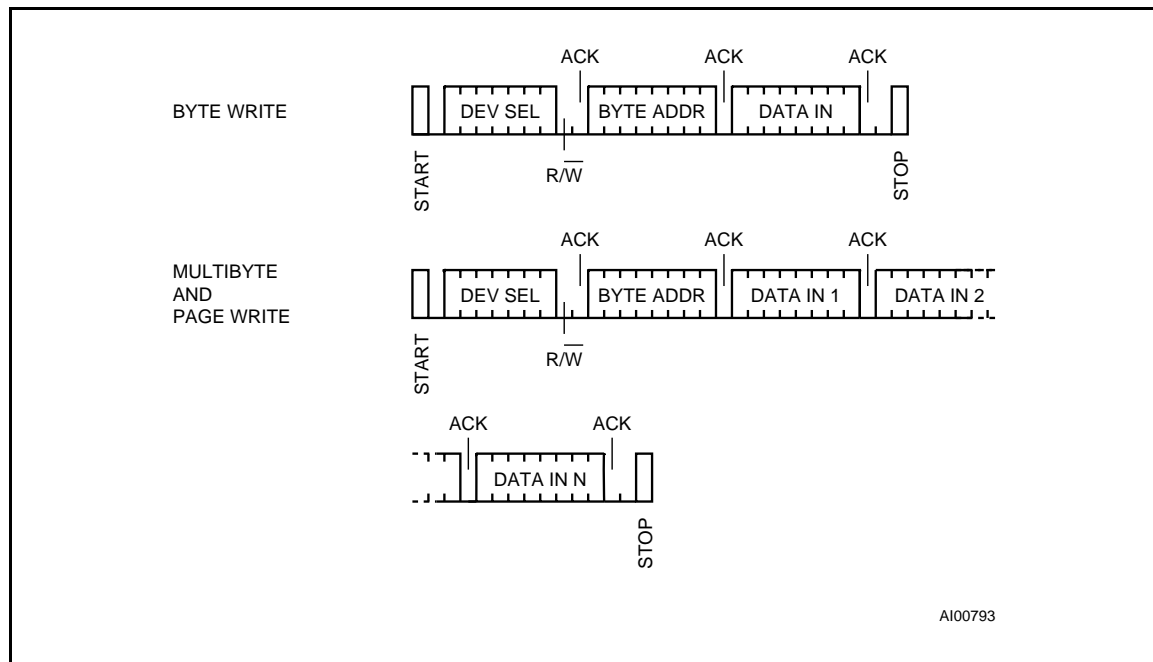 ACK ACK ACK
BYTE WRITE DEV SEL BYTE ADDR DATA IN
R/W̅
START STOP
ACK ACK ACK
MULTIBYTE
AND
PAGE WRITE
DEV SEL BYTE ADDR DATA IN 1 DATA IN 2
R/W̅
START
ACK ACK
DATA IN N
STOP
AI00793